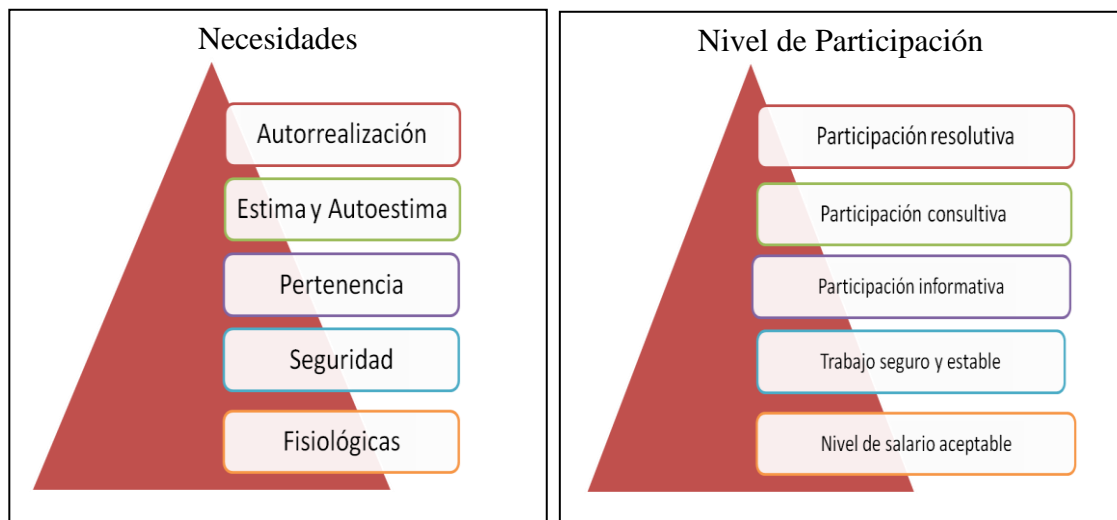 Necesidades
Autorrealización
Estima y Autoestima
Pertenencia
Seguridad
Fisiológicas
Nivel de Participación
Participación resolutiva
Participación consultiva
Participación informativa
Trabajo seguro y estable
Nivel de salario aceptable